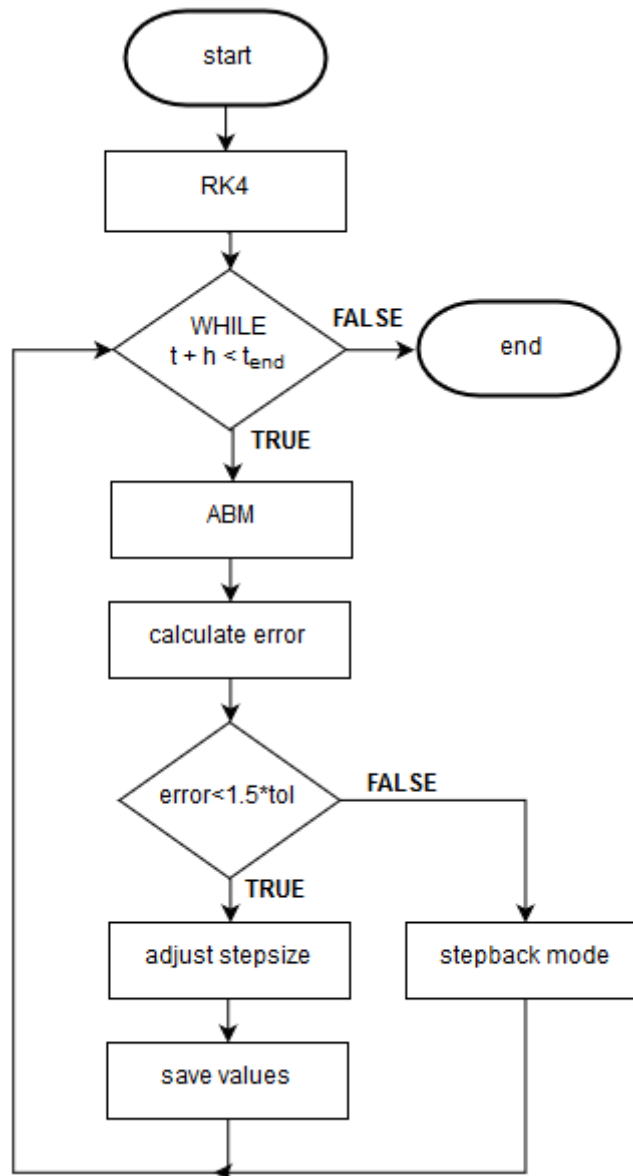 start
RK4
WHILE
t + h < t_end
FALSE
end
TRUE
ABM
calculate error
error<1.5*tol
FALSE
TRUE
adjust stepsize
stepback mode
save values